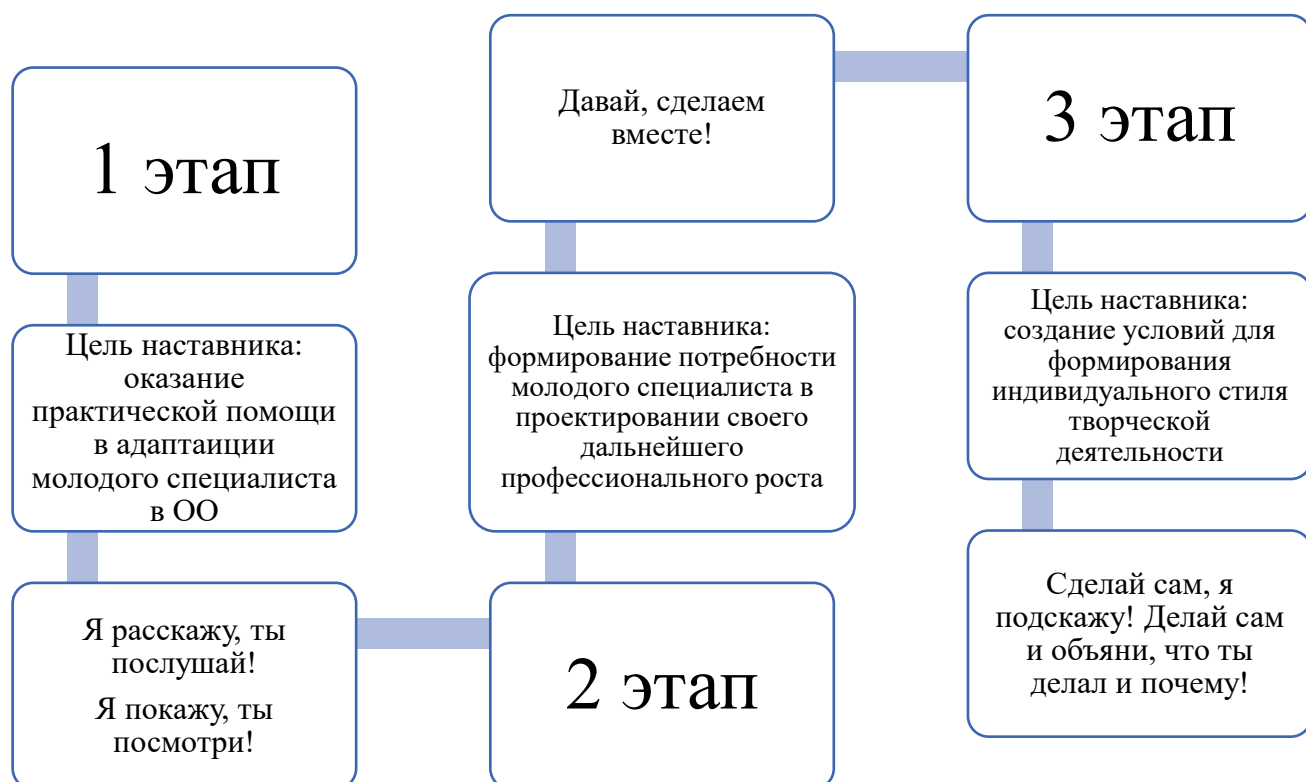 1 этап
Цель наставника:
оказание
практической помощи
в адаптаиции
молодого специалиста
в ОО
Я расскажу, ты
послушай!
Я покажу, ты
посмотри!
2 этап
Цель наставника:
формирование потребности
молодого специалиста в
проектировании своего
дальнейшего
профессионального роста
Давай, сделаем
вместе!
3 этап
Цель наставника:
создание условий для
формирования
индивидуального стиля
творческой
деятельности
Сделай сам, я
подскажу! Делай сам
и объяни, что ты
делал и почему!